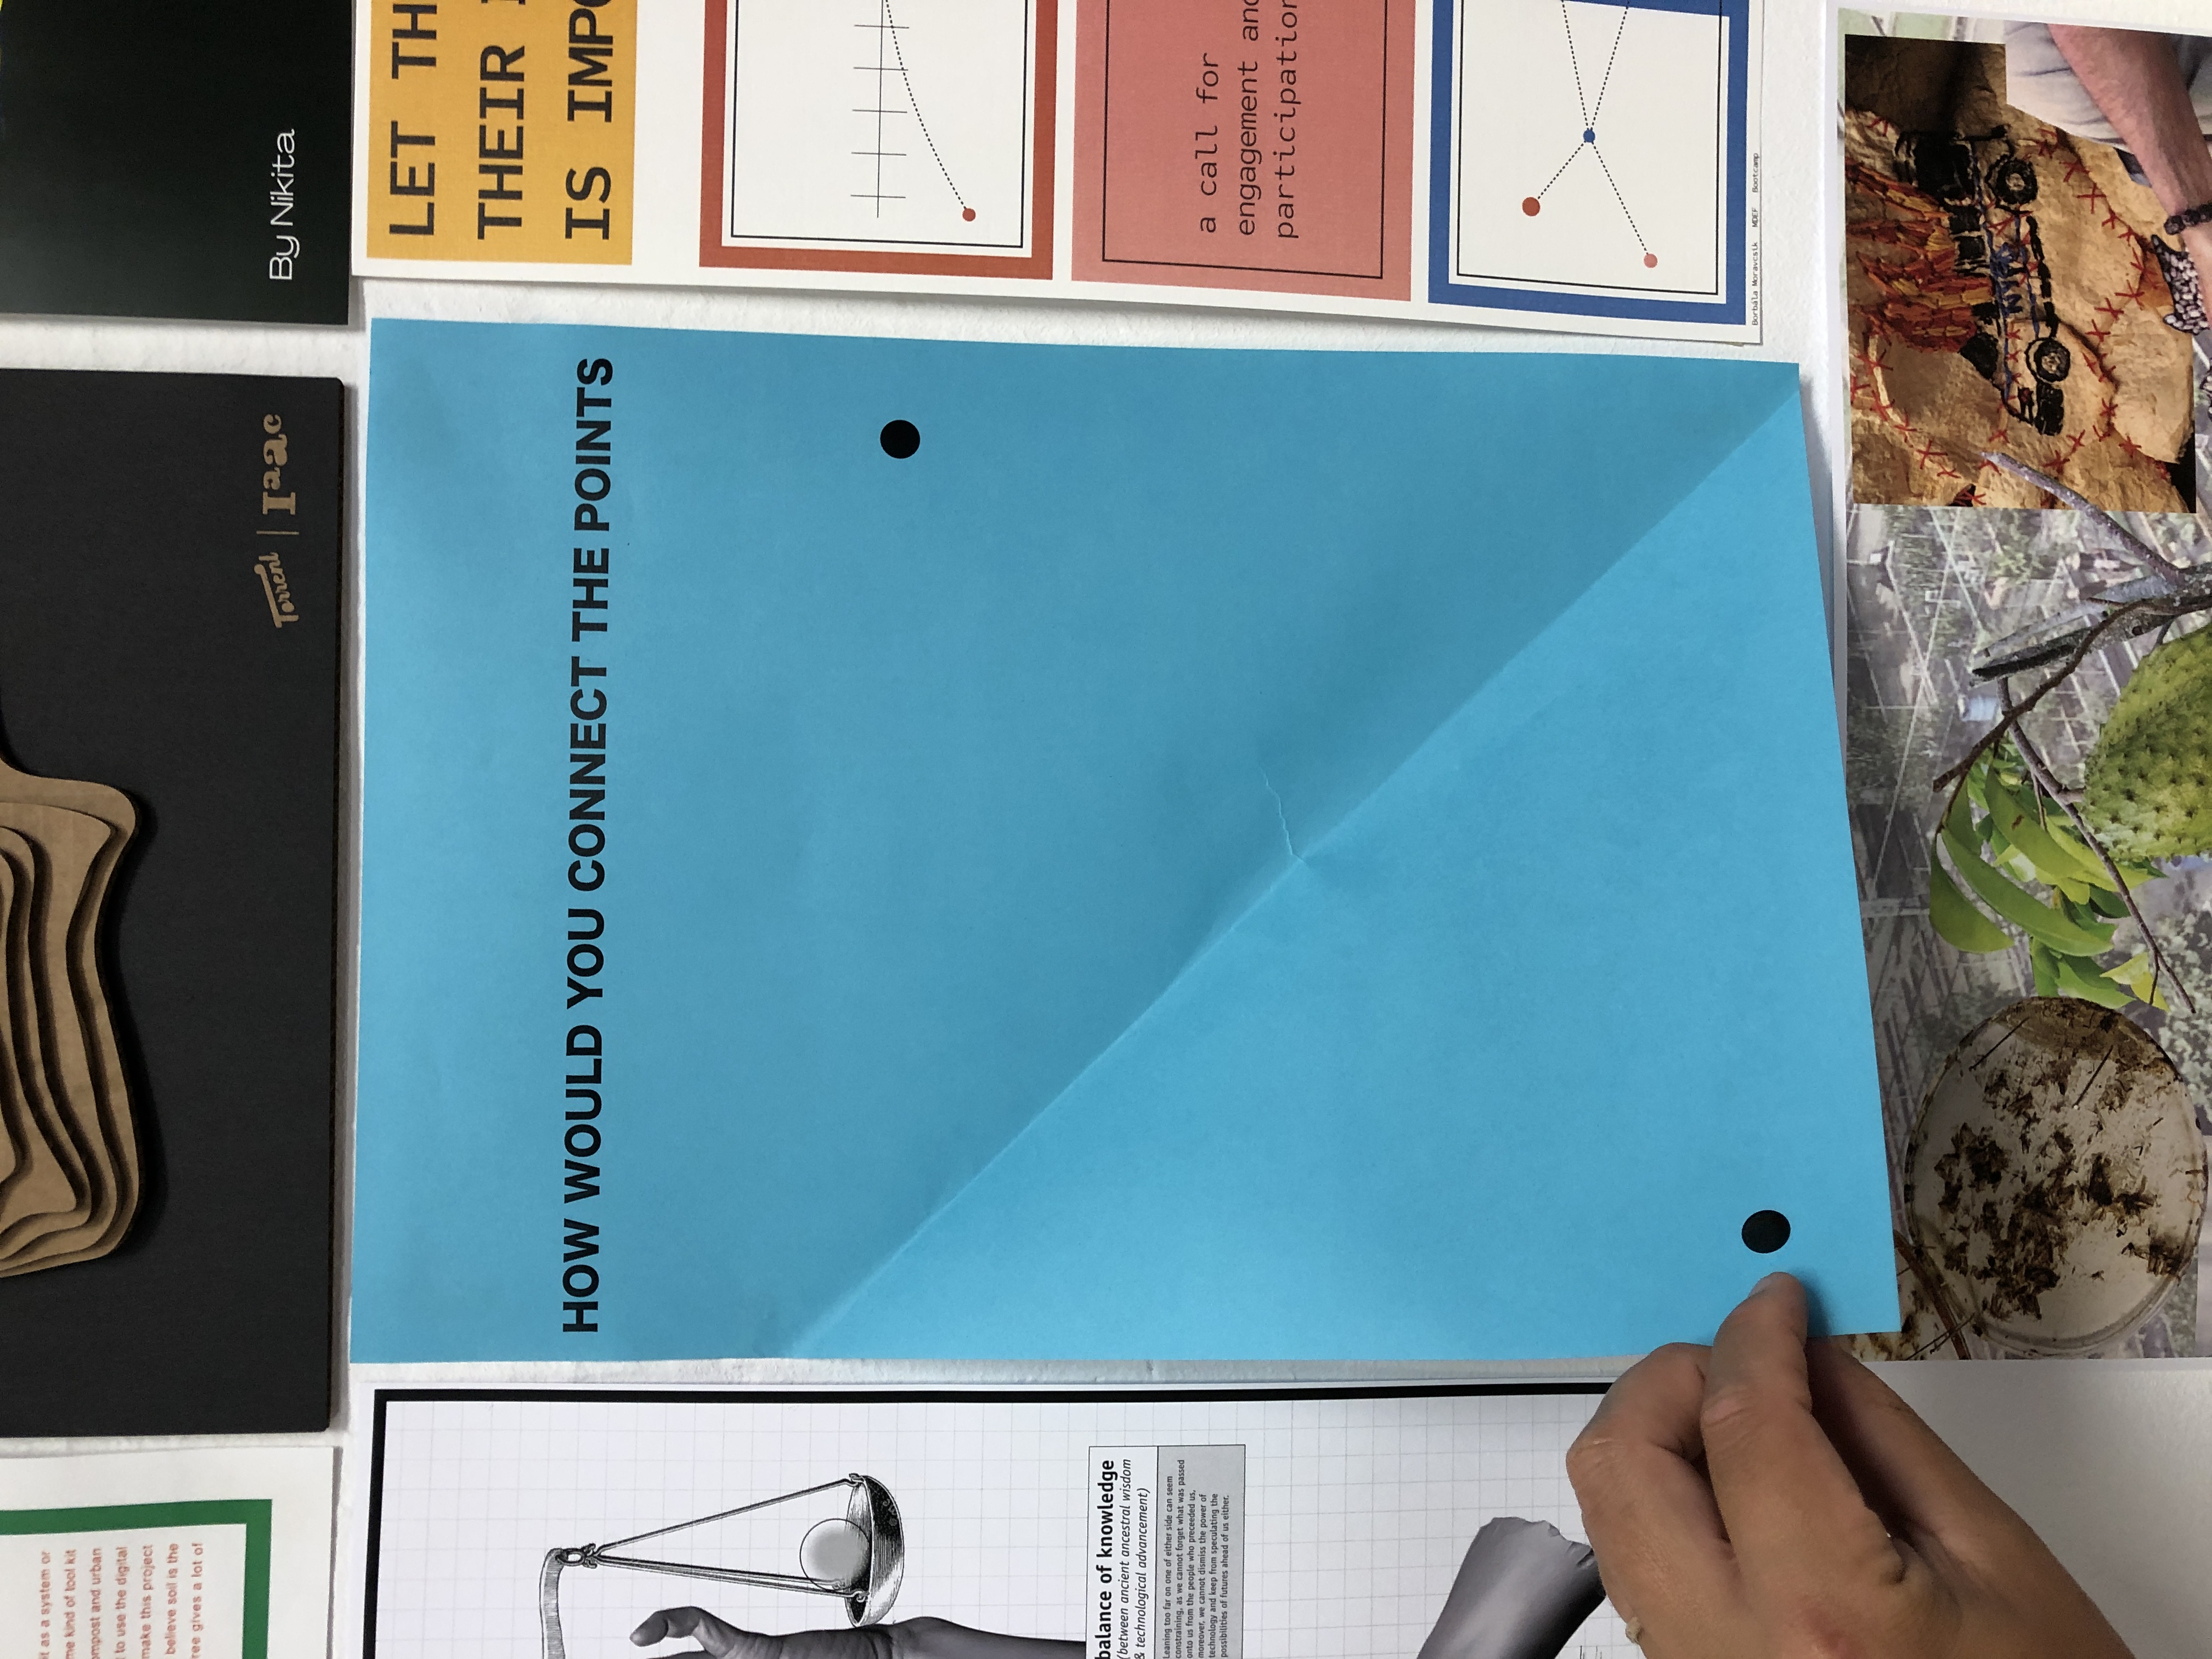 it as a system or
kind of tool kit
and urban
to use the digital
make this project
believe soil is the
gives a lot of
Torrent | Iaac
By Nikita
HOW WOULD YOU CONNECT THE POINTS
LET
THEIR
IS
balance of knowledge
(between ancient ancestral wisdom
& technological advancement)
Leaning too far on one of either side can seem
constraining, as we cannot forget what was passed
onto us from the people who preceeded us,
moreover, we cannot dismiss the power of
technology and keep from speculating the
possibilities of futures ahead of us either.
a call for
engagement and
participation
Borbála Moravcsik MDEF Bootcamp
NYPD